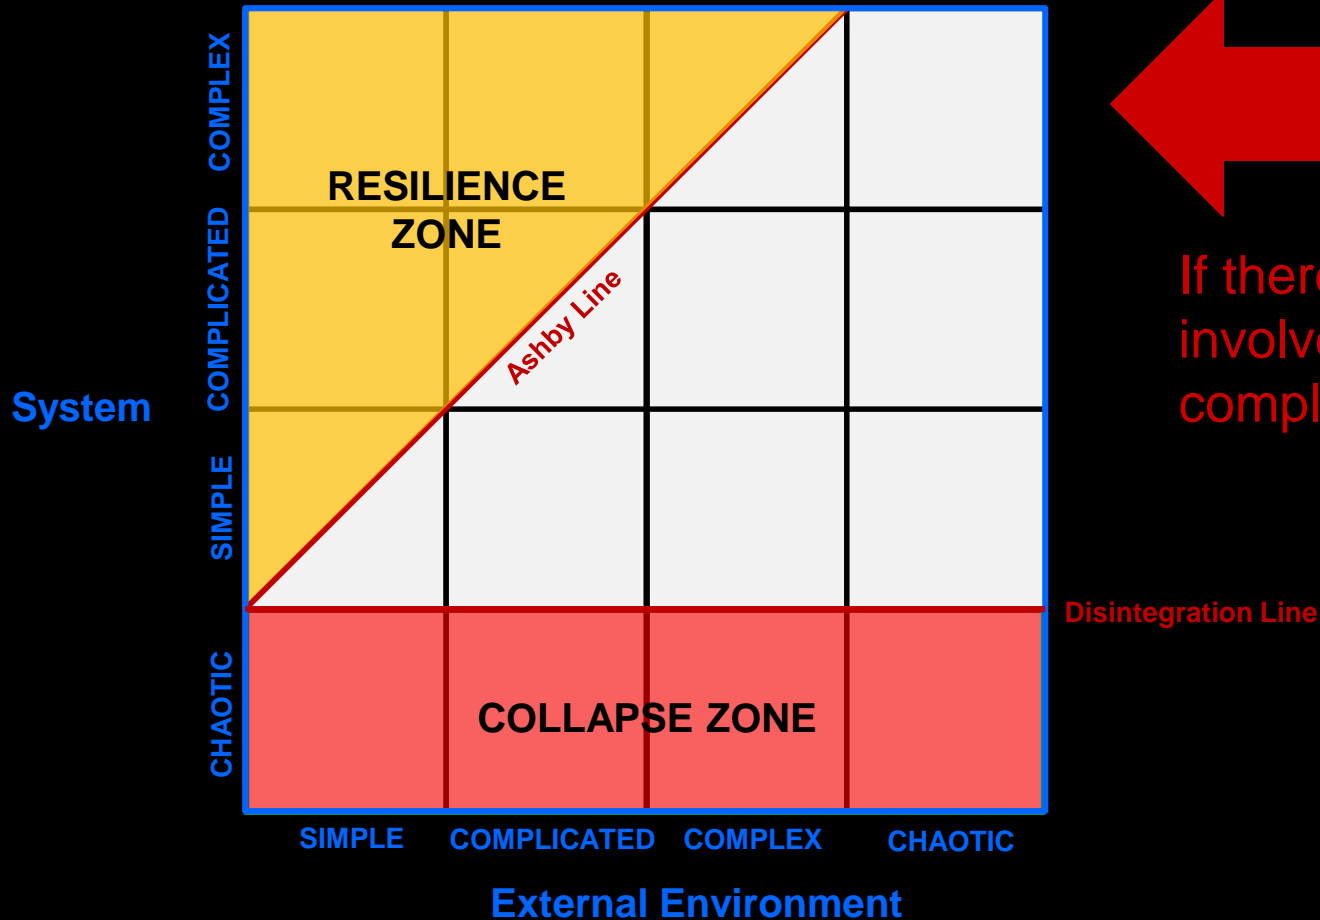 COMPLEX
COMPLICATED
SIMPLE
CHAOTIC
System
RESILIENCE
ZONE
Ashby Line
If there
involve
compl
Disintegration Line
COLLAPSE ZONE
SIMPLE COMPLICATED COMPLEX CHAOTIC
External Environment